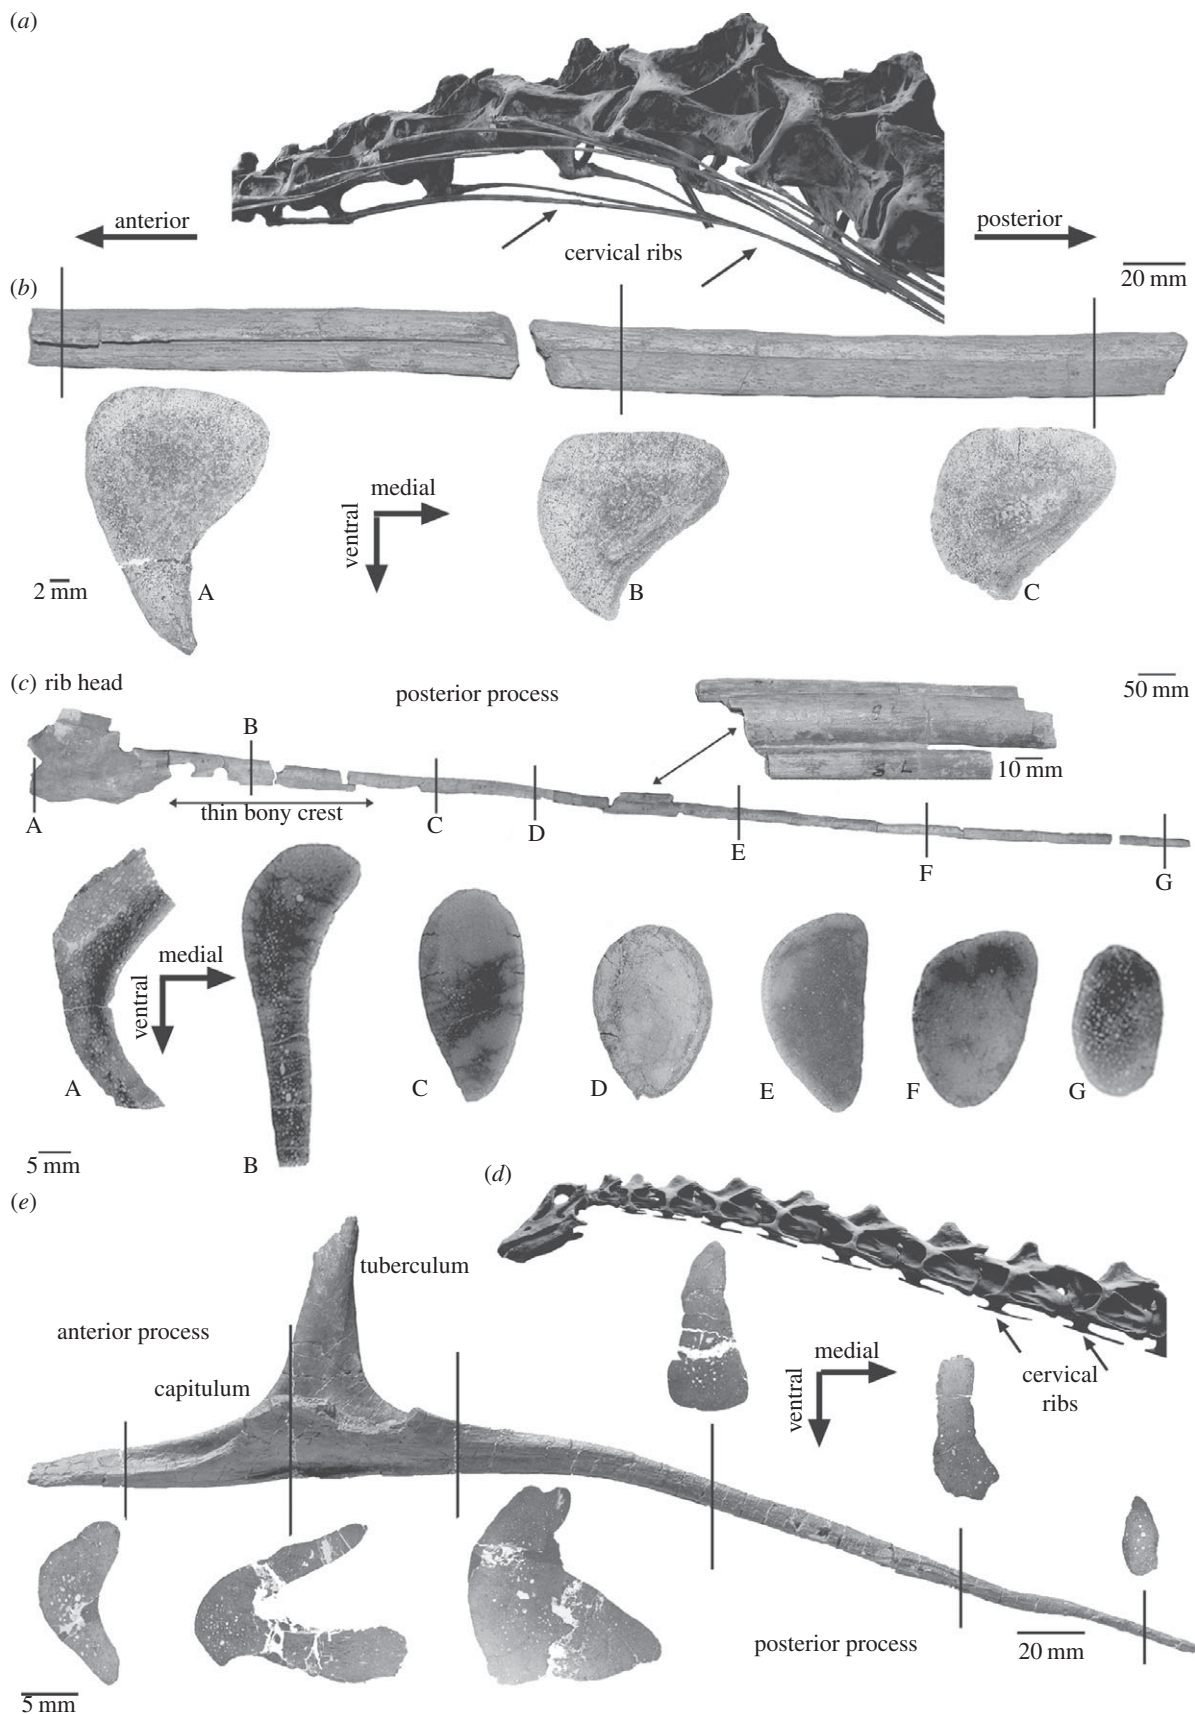 (a)
anterior
posterior
cervical ribs
20 mm
(b)
medial
ventral
2 mm
A
B
C
(c) rib head
posterior process
50 mm
B
10 mm
thin bony crest
A
C
D
E
F
G
medial
ventral
A
B
C
D
E
F
G
5 mm
(d)
(e)
tuberculum
anterior process
capitulum
medial
ventral
cervical
ribs
posterior process
20 mm
5 mm